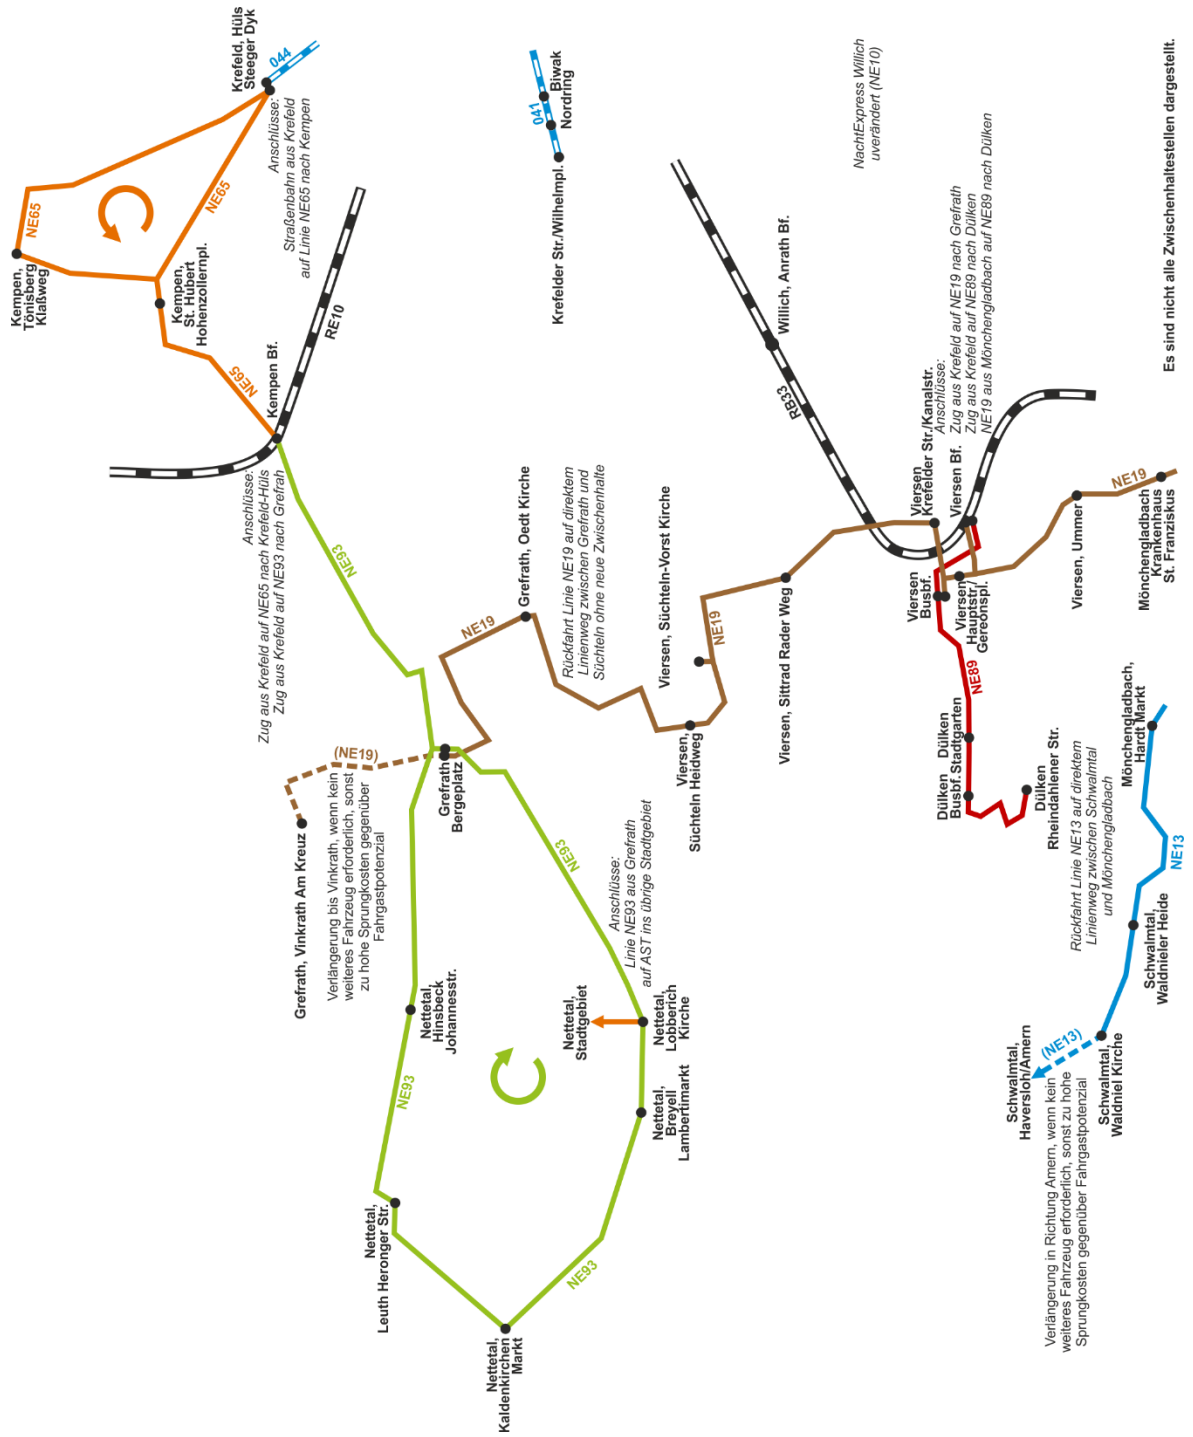 Kempen,
Tönisberg
Klaßweg
NE65
Krefeld, Hüls
Steeger Dyk
044
Anschlüsse:
Straßenbahn aus Krefeld
auf Linie NE65 nach Kempen
NE65
Kempen,
St. Hubert
Hohenzollernpl.
NE65
Kempen Bf.
RE10
Anschlüsse:
Zug aus Krefeld auf NE65 nach Krefeld-Hüls
Zug aus Krefeld auf NE93 nach Grefrah
NE93
041
Biwak
Nordring
Krefelder Str./Wilhelmpl.
NachtExpress Willich
uverändert (NE10)
Willich, Anrath Bf.
RB33
Grefrath, Vinkrath Am Kreuz
(NE19)
Verlängerung bis Vinkrath, wenn kein
weiteres Fahrzeug erforderlich, sonst
zu hohe Sprungkosten gegenüber
Fahrgastpotenzial
Grefrath
Bergeplatz
NE19
Grefrath, Oedt Kirche
Rückfahrt Linie NE19 auf direktem
Linienweg zwischen Grefrath und
Süchteln ohne neue Zwischenhalte
Viersen, Süchteln-Vorst Kirche
NE19
Viersen,
Süchteln Heidweg
Viersen, Sittrad Rader Weg
Viersen
Krefelder Str./Kanalstr.
Anschlüsse:
Zug aus Krefeld auf NE19 nach Grefrath
Zug aus Krefeld auf NE89 nach Dülken
NE19 aus Mönchengladbach auf NE89 nach Dülken
Viersen Bf.
Viersen
Busbf.
Viersen
Hauptstr./
Gereonspl.
NE89
Dülken
Stadtgarten
Dülken
Busbf.
Dülken
Rheindahlener Str.
Viersen, Ummer
NE19
Mönchengladbach
Krankenhaus
St. Franziskus
Nettetal,
Hinsbeck
Johannesstr.
NE93
Nettetal,
Leuth Heronger Str.
Nettetal,
Kaldenkirchen
Markt
NE93
Nettetal,
Breyell
Lambertimarkt
Nettetal,
Lobberich
Kirche
Nettetal,
Stadtgebiet
Anschlüsse:
Linie NE93 aus Grefrath
auf AST ins übrige Stadtgebiet
NE93
Mönchengladbach,
Hardt Markt
NE13
Rückfahrt Linie NE13 auf direktem
Linienweg zwischen Schwalmtal
und Mönchengladbach
Schwalmtal,
Waldnieler Heide
Schwalmtal,
Waldniel Kirche
(NE13)
Schwalmtal,
Haversloh/Amern
Verlängerung in Richtung Amern, wenn kein
weiteres Fahrzeug erforderlich, sonst zu hohe
Sprungkosten gegenüber Fahrgastpotenzial
Es sind nicht alle Zwischenhaltestellen dargestellt.